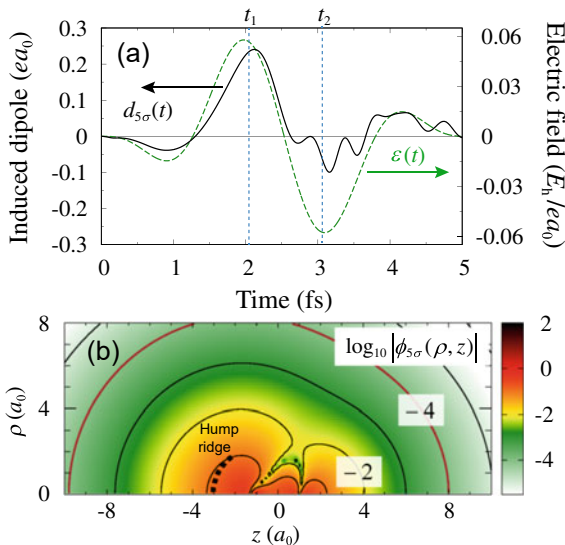 t₁ t₂
(a)
Induced dipole (ea₀)
0.3
0.2
0.1
0
-0.1
-0.2
-0.3
d₅σ(t)
ε(t)
0.06
0.03
0
-0.03
-0.06
Electric field (Eₕ/ea₀)
0 1 2 3 4 5
Time (fs)
(b)
log₁₀|ϕ₅σ(ρ, z)|
Hump
ridge
−4
−2
ρ (a₀)
8
4
0
-8 -4 0 4 8
z (a₀)
2
1
0
-1
-2
-4